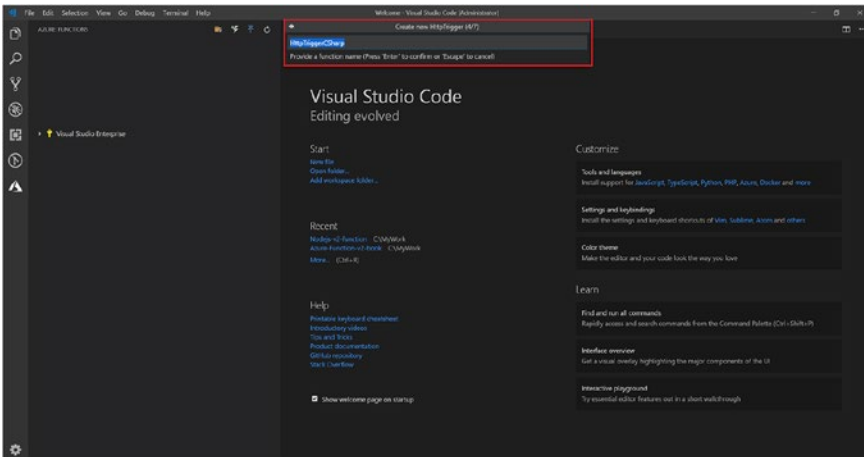 File Edit Selection View Go Debug Terminal Help
Welcome - Visual Studio Code [Administrator]
AZURE: FUNCTIONS
Create new HttpTrigger (4/7)
HttpTriggerCSharp
Provide a function name (Press 'Enter' to confirm or 'Escape' to cancel)
Visual Studio Enterprise
Visual Studio Code
Editing evolved
Start
New file
Open folder...
Add workspace folder...
Recent
Nodejs-v2-function C:\MyWork
Azure-Function-v2-book C:\MyWork
More... (Ctrl+R)
Help
Printable keyboard cheatsheet
Introductory videos
Tips and Tricks
Product documentation
GitHub repository
Stack Overflow
Show welcome page on startup
Customize
Tools and languages
Install support for JavaScript, TypeScript, Python, PHP, Azure, Docker and more
Settings and keybindings
Install the settings and keyboard shortcuts of Vim, Sublime, Atom and others
Color theme
Make the editor and your code look the way you love
Learn
Find and run all commands
Rapidly access and search commands from the Command Palette (Ctrl+Shift+P)
Interface overview
Get a visual overlay highlighting the major components of the UI
Interactive playground
Try essential editor features out in a short walkthrough